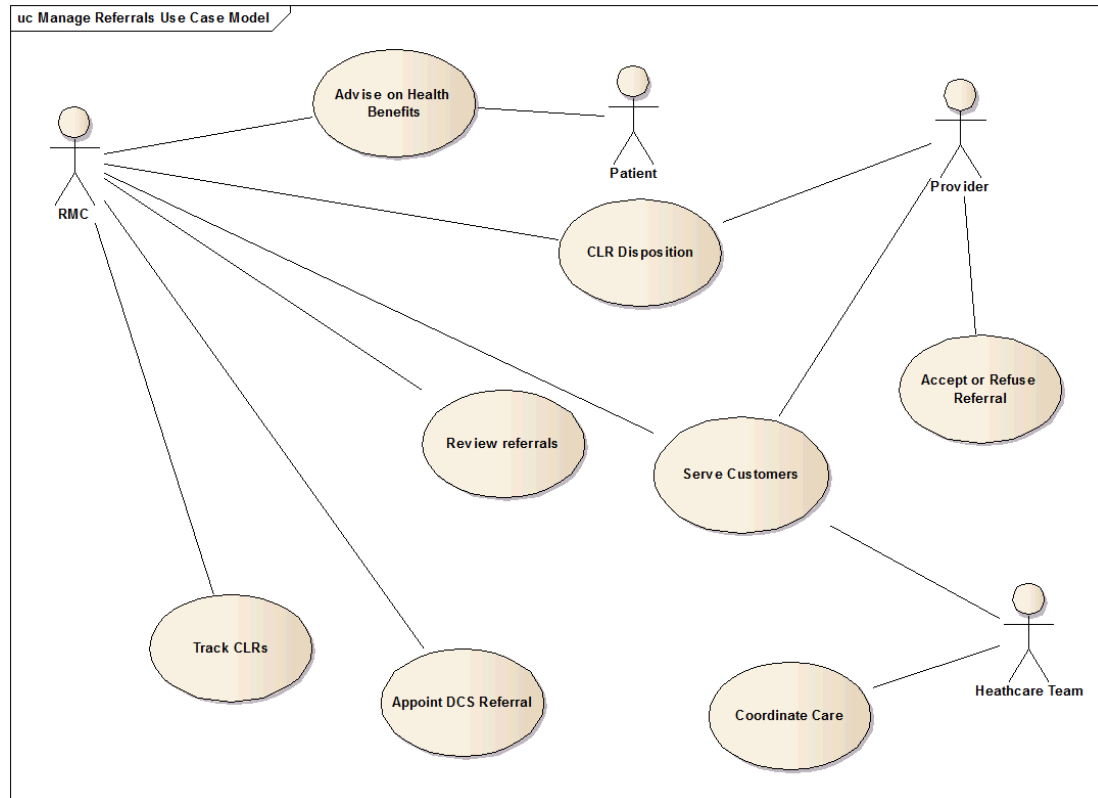 uc Manage Referrals Use Case Model
Advise on Health
Benefits
Patient
Provider
RMC
CLR Disposition
Accept or Refuse
Referral
Review referrals
Serve Customers
Track CLRs
Appoint DCS Referral
Heathcare Team
Coordinate Care